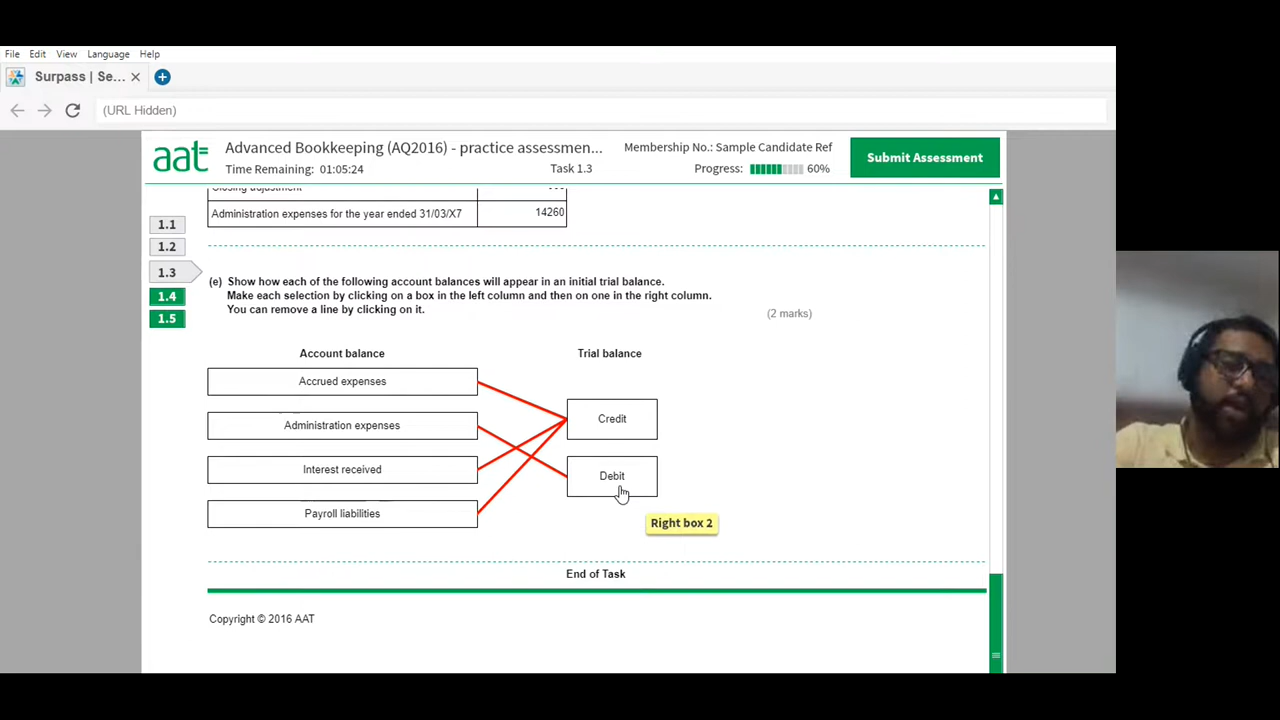 File Edit View Language Help
Surpass | Se...
(URL Hidden)
aat
Advanced Bookkeeping (AQ2016) - practice assessmen...
Membership No.: Sample Candidate Ref
Submit Assessment
Time Remaining: 01:05:24
Task 1.3
Progress: 60%
Closing adjustment
Administration expenses for the year ended 31/03/X7 14260
1.1
1.2
1.3
1.4
1.5
(e) Show how each of the following account balances will appear in an initial trial balance.
Make each selection by clicking on a box in the left column and then on one in the right column.
You can remove a line by clicking on it.
(2 marks)
Account balance Trial balance
Accrued expenses
Credit
Administration expenses
Interest received
Debit
Payroll liabilities
Right box 2
End of Task
Copyright © 2016 AAT